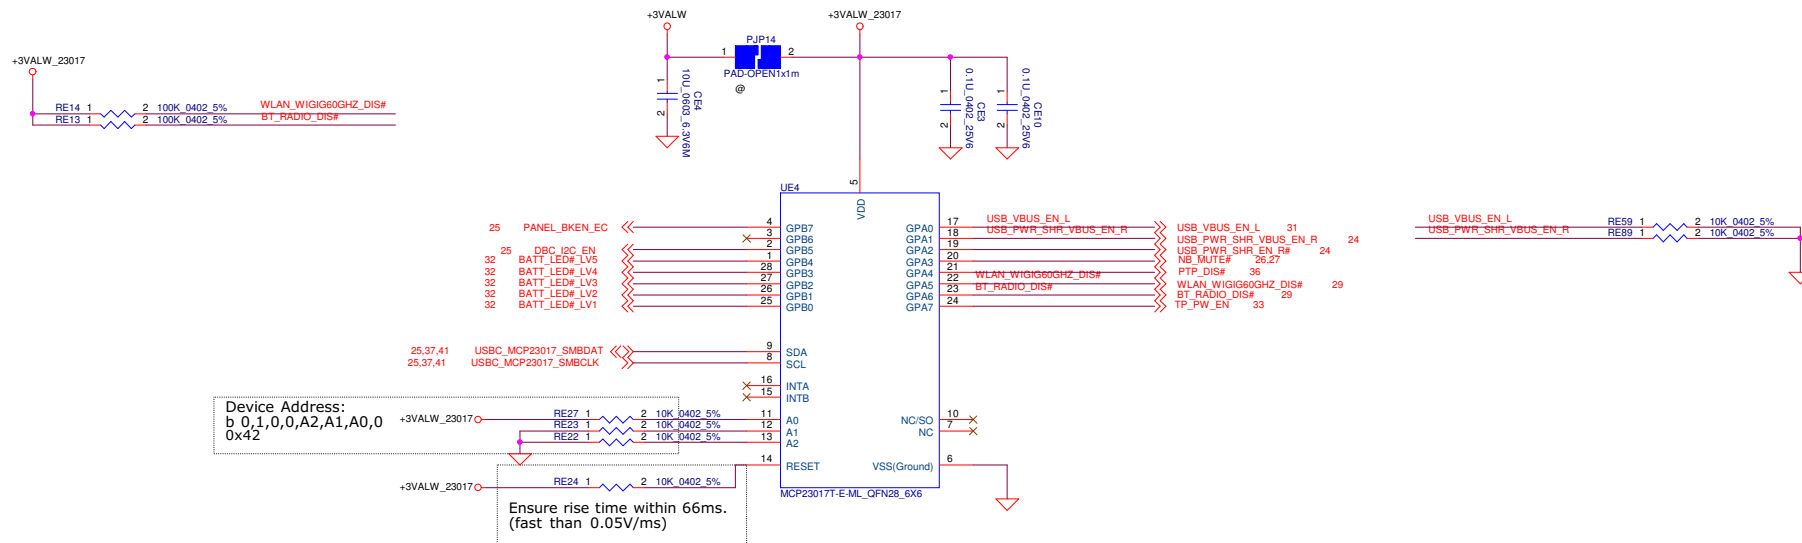 +3VALW
+3VALW_23017
+3VALW_23017
PJP14
1 2
PAD-OPEN1x1m
@
1
2
CE4
10U_0603_6.3V6M
1
2
CE3
0.1U_0402_25V6
1
2
CE10
0.1U_0402_25V6
RE14 1 2 100K_0402_5% WLAN_WIGIG60GHZ_DIS#
RE13 1 2 100K_0402_5% BT_RADIO_DIS#
UE4
5
VDD
25 PANEL_BKEN_EC 4 GPB7
3 GPB6
25 DBC_I2C_EN 2 GPB5
32 BATT_LED#_LV5 1 GPB4
32 BATT_LED#_LV4 28 GPB3
32 BATT_LED#_LV3 27 GPB2
32 BATT_LED#_LV2 26 GPB1
32 BATT_LED#_LV1 25 GPB0
GPA0 17 USB_VBUS_EN_L USB_VBUS_EN_L 31
GPA1 18 USB_PWR_SHR_VBUS_EN_R USB_PWR_SHR_VBUS_EN_R 24
GPA2 19 USB_PWR_SHR_EN_R# 24
GPA3 20 NB_MUTE# 26,27
GPA4 21 PTP_DIS# 36
GPA5 22 WLAN_WIGIG60GHZ_DIS# WLAN_WIGIG60GHZ_DIS# 29
GPA6 23 BT_RADIO_DIS# BT_RADIO_DIS# 29
GPA7 24 TP_PW_EN 33
USB_VBUS_EN_L RE59 1 2 10K_0402_5%
USB_PWR_SHR_VBUS_EN_R RE89 1 2 10K_0402_5%
25,37,41 USBC_MCP23017_SMBDAT 9 SDA
25,37,41 USBC_MCP23017_SMBCLK 8 SCL
16 INTA
15 INTB
Device Address:
b 0,1,0,0,A2,A1,A0,0
0x42
+3VALW_23017 RE27 1 2 10K_0402_5% 11 A0
RE23 1 2 10K_0402_5% 12 A1
RE22 1 2 10K_0402_5% 13 A2
NC/SO 10
NC 7
14 RESET
VSS(Ground) 6
+3VALW_23017 RE24 1 2 10K_0402_5%
MCP23017T-E-ML_QFN28_6X6
Ensure rise time within 66ms.
(fast than 0.05V/ms)